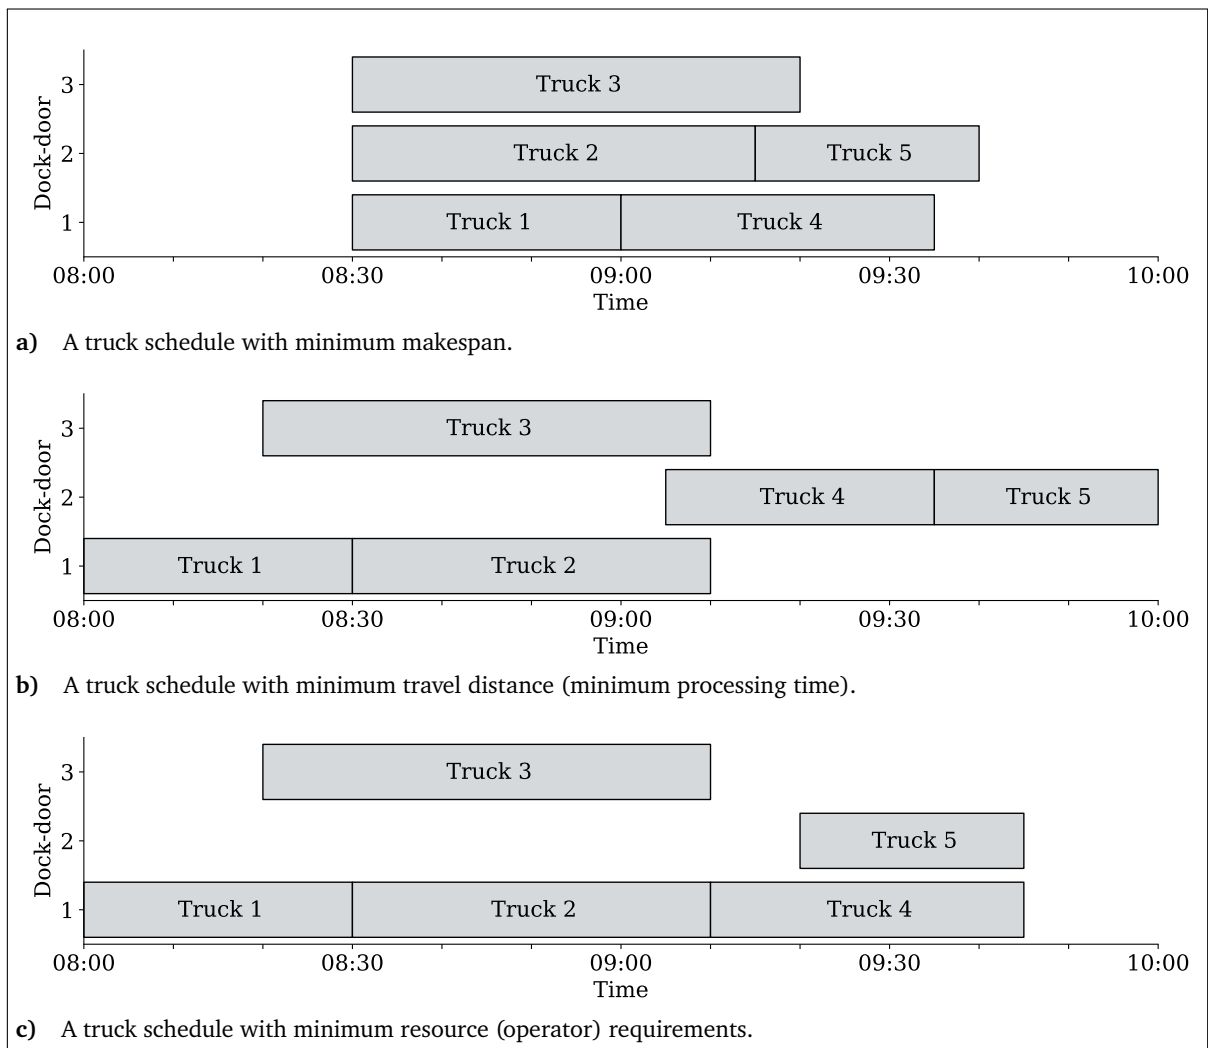 Dock-door
3
Truck 3
2
Truck 2
Truck 5
1
Truck 1
Truck 4
08:00
08:30
09:00
09:30
10:00
Time
a) A truck schedule with minimum makespan.
Dock-door
3
Truck 3
2
Truck 4
Truck 5
1
Truck 1
Truck 2
08:00
08:30
09:00
09:30
10:00
Time
b) A truck schedule with minimum travel distance (minimum processing time).
Dock-door
3
Truck 3
2
Truck 5
1
Truck 1
Truck 2
Truck 4
08:00
08:30
09:00
09:30
10:00
Time
c) A truck schedule with minimum resource (operator) requirements.